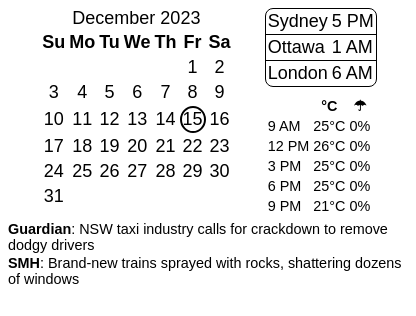 December 2023
Su Mo Tu We Th Fr Sa
1 2
3 4 5 6 7 8 9
10 11 12 13 14 15 16
17 18 19 20 21 22 23
24 25 26 27 28 29 30
31
Sydney 5 PM
Ottawa 1 AM
London 6 AM
°C ☂
9 AM 25°C 0%
12 PM 26°C 0%
3 PM 25°C 0%
6 PM 25°C 0%
9 PM 21°C 0%
Guardian: NSW taxi industry calls for crackdown to remove
dodgy drivers
SMH: Brand-new trains sprayed with rocks, shattering dozens
of windows